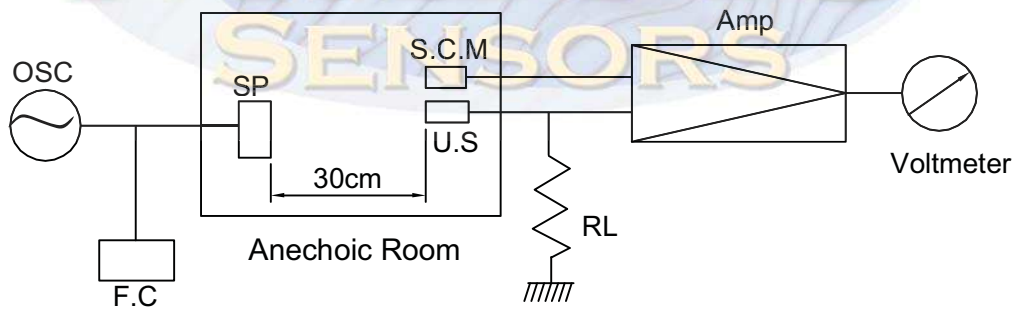 SENSORS
Amp
OSC
S.C.M
SP
U.S
30cm
Voltmeter
RL
Anechoic Room
F.C